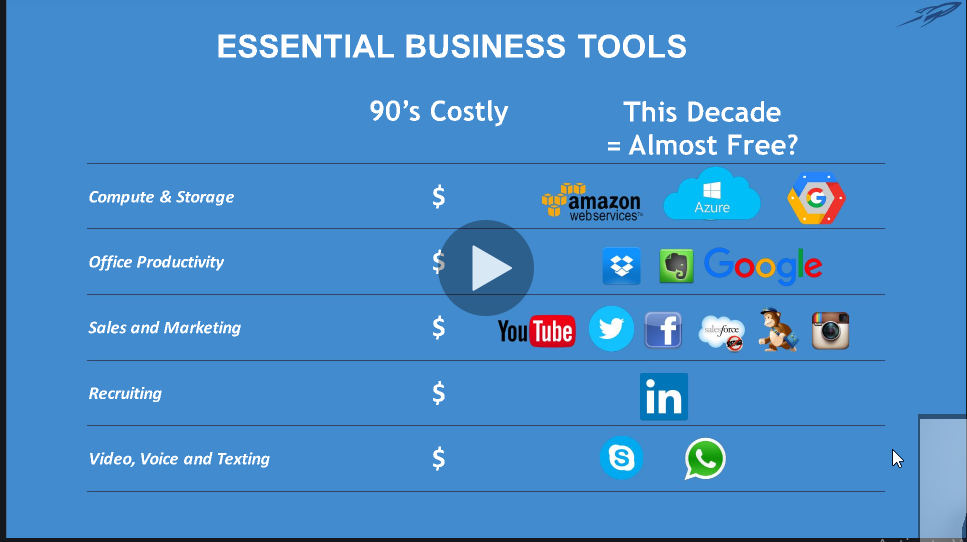 ESSENTIAL BUSINESS TOOLS
90's Costly
This Decade
= Almost Free?
Compute & Storage
$
amazon
webservices™
Azure
G
Office Productivity
$
Google
Sales and Marketing
$
YouTube
f
salesforce
Recruiting
$
in
Video, Voice and Texting
$
S